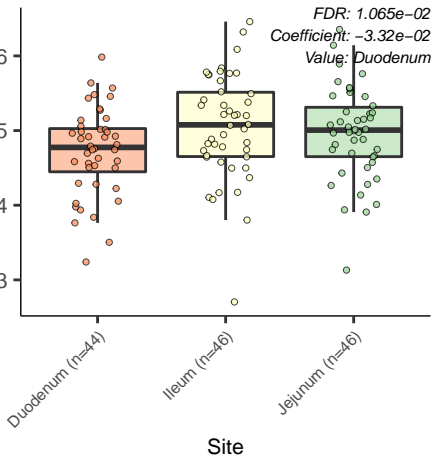 FDR: 1.065e−02
Coefficient: −3.32e−02
Value: Duodenum
6
5
4
3
Duodenum (n=44)
Ileum (n=46)
Jejunum (n=46)
Site